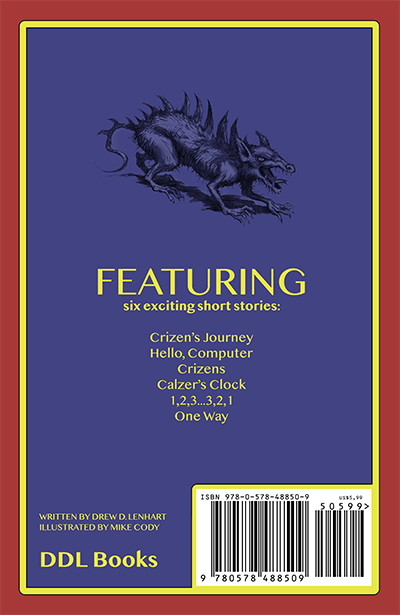 FEATURING
six exciting short stories:
Crizen's Journey
Hello, Computer
Crizens
Calzer's Clock
1,2,3...3,2,1
One Way
WRITTEN BY DREW D. LENHART
ILLUSTRATED BY MIKE CODY
DDL Books
ISBN 978-0-578-48850-9
US$5.99
50599>
9 780578 488509